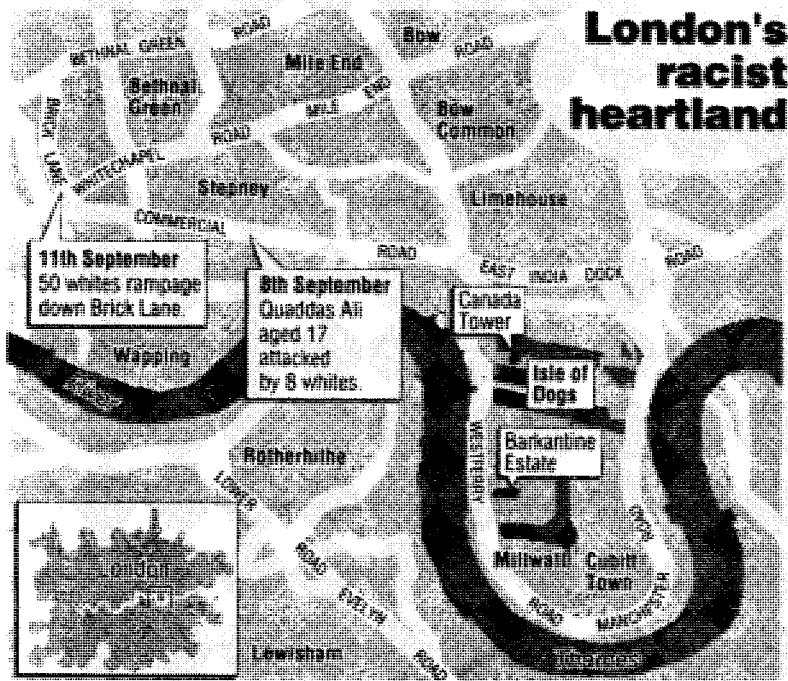 London's
racist
heartland
BETHNAL GREEN ROAD
Bethnal
Green
Mile End
Bow
ROAD
MILE END
ROAD
Bow
Common
BRICK LANE
WHITECHAPEL
Stepney
Limehouse
COMMERCIAL
ROAD
EAST INDIA DOCK
ROAD
11th September
50 whites rampage
down Brick Lane.
8th September
Quaddas Ali
aged 17
attacked
by 8 whites.
Canada
Tower
Wapping
Isle of
Dogs
Barkantine
Estate
WESTFERRY
ROAD
Rotherhithe
LOWER
ROAD
EVELYN
ROAD
Millwall
Cubitt
Town
MANCHESTER
ROAD
London
Lewisham